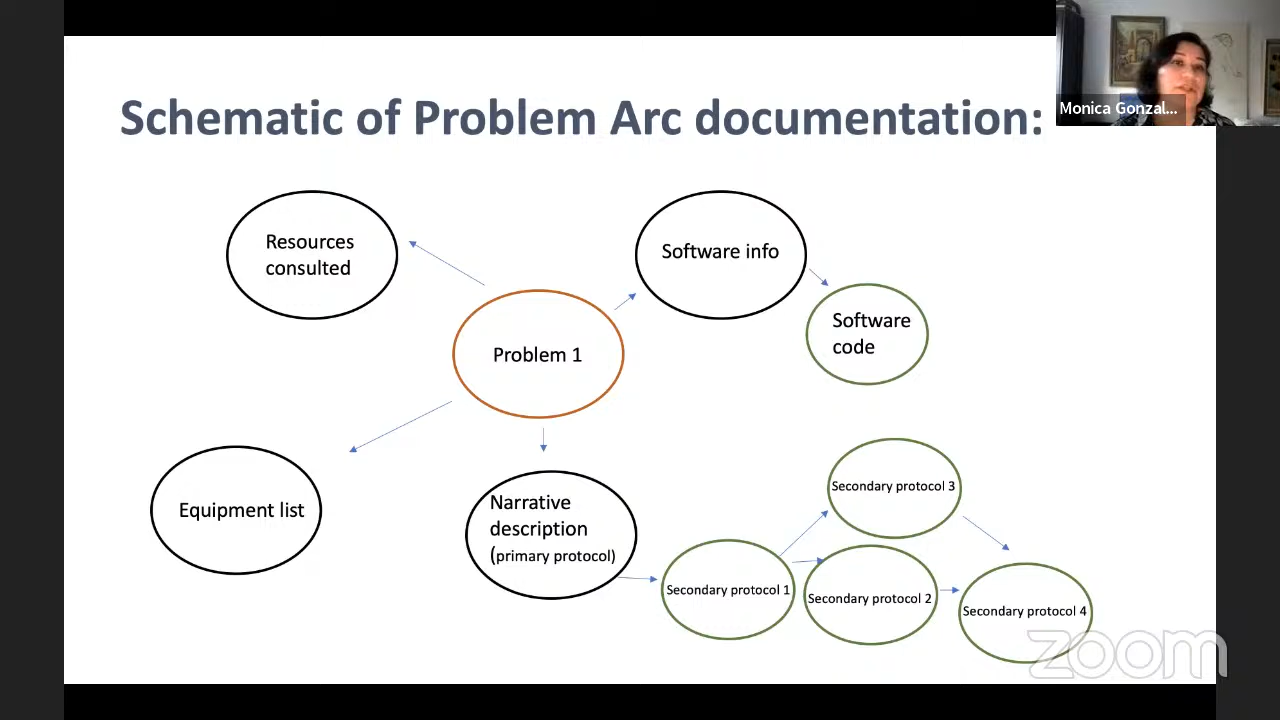 Schematic of Problem Arc documentation:
Monica Gonzal...
Resources
consulted
Software info
Software
code
Problem 1
Equipment list
Narrative
description
(primary protocol)
Secondary protocol 3
Secondary protocol 1
Secondary protocol 2
Secondary protocol 4
zoom